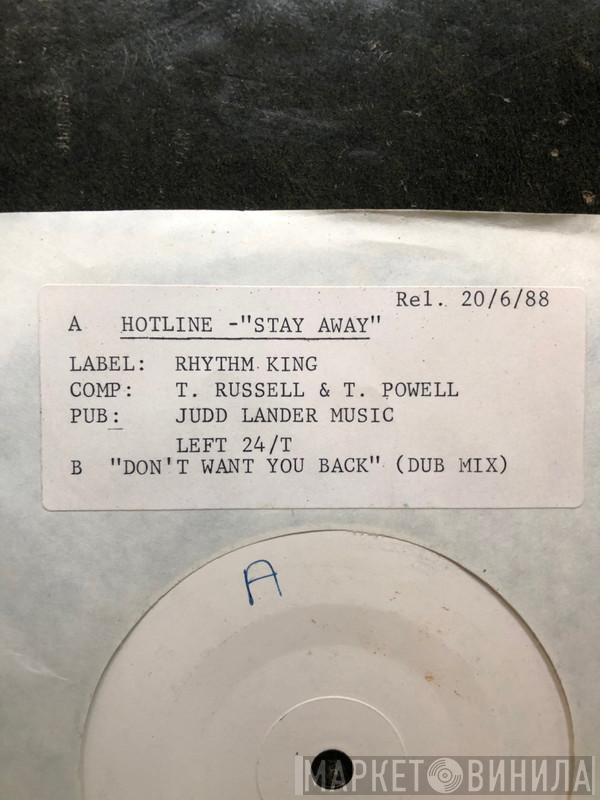 Rel. 20/6/88
A HOTLINE -"STAY AWAY"
LABEL: RHYTHM KING
COMP: T. RUSSELL & T. POWELL
PUB: JUDD LANDER MUSIC
LEFT 24/T
B "DON'T WANT YOU BACK" (DUB MIX)
A
МАРКЕТ ВИНИЛА